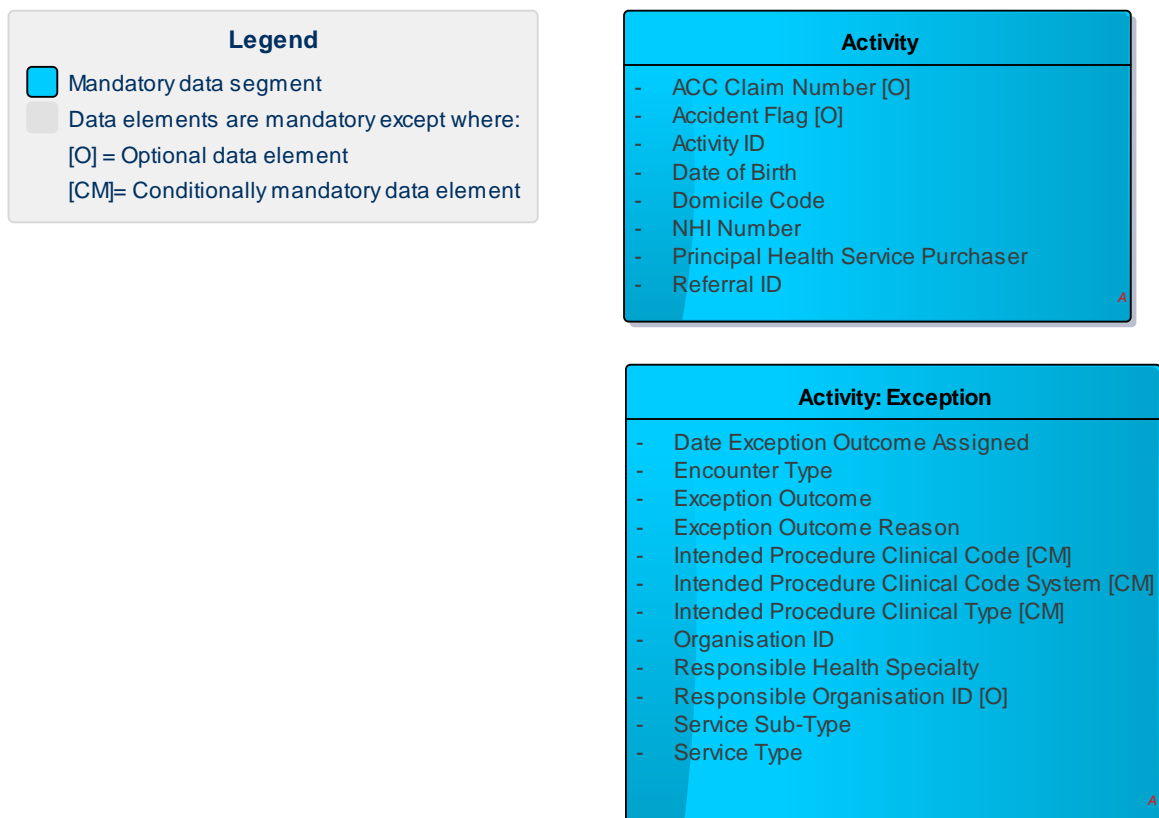 Legend
Mandatory data segment
Data elements are mandatory except where:
[O] = Optional data element
[CM]= Conditionally mandatory data element
Activity
- ACC Claim Number [O]
- Accident Flag [O]
- Activity ID
- Date of Birth
- Domicile Code
- NHI Number
- Principal Health Service Purchaser
- Referral ID
A
Activity: Exception
- Date Exception Outcome Assigned
- Encounter Type
- Exception Outcome
- Exception Outcome Reason
- Intended Procedure Clinical Code [CM]
- Intended Procedure Clinical Code System [CM]
- Intended Procedure Clinical Type [CM]
- Organisation ID
- Responsible Health Specialty
- Responsible Organisation ID [O]
- Service Sub-Type
- Service Type
A